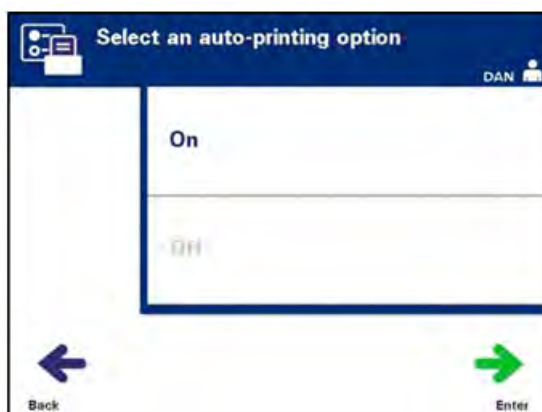 Select an auto-printing option
DAN
On
Off
Back
Enter